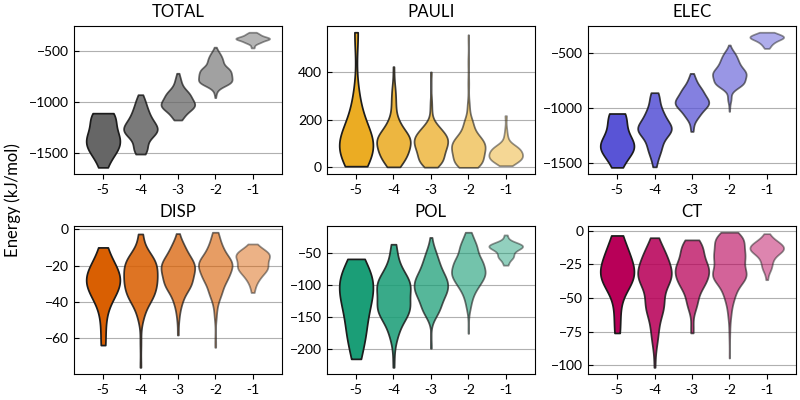 TOTAL
PAULI
ELEC
−500
−1000
−1500
-5 -4 -3 -2 -1
400
200
0
-5 -4 -3 -2 -1
−500
−1000
−1500
-5 -4 -3 -2 -1
Energy (kJ/mol)
DISP
POL
CT
0
−20
−40
−60
-5 -4 -3 -2 -1
−50
−100
−150
−200
-5 -4 -3 -2 -1
0
−25
−50
−75
−100
-5 -4 -3 -2 -1